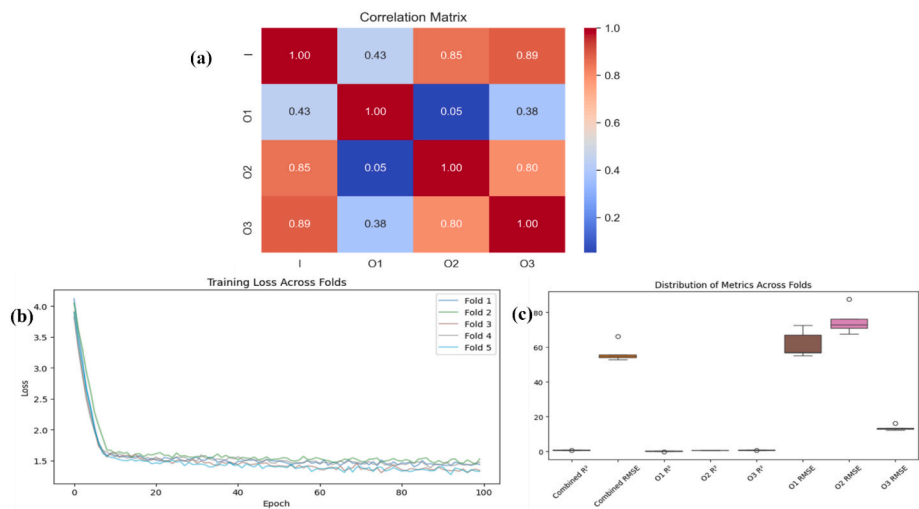 Correlation Matrix
(a)
I
1.00
0.43
0.85
0.89
O1
0.43
1.00
0.05
0.38
O2
0.85
0.05
1.00
0.80
O3
0.89
0.38
0.80
1.00
I
O1
O2
O3
1.0
0.8
0.6
0.4
0.2
Training Loss Across Folds
(b)
Loss
4.0
3.5
3.0
2.5
2.0
1.5
0
20
40
60
80
100
Epoch
Fold 1
Fold 2
Fold 3
Fold 4
Fold 5
Distribution of Metrics Across Folds
(c)
80
60
40
20
0
Combined R²
Combined RMSE
O1 R²
O2 R²
O3 R²
O1 RMSE
O2 RMSE
O3 RMSE